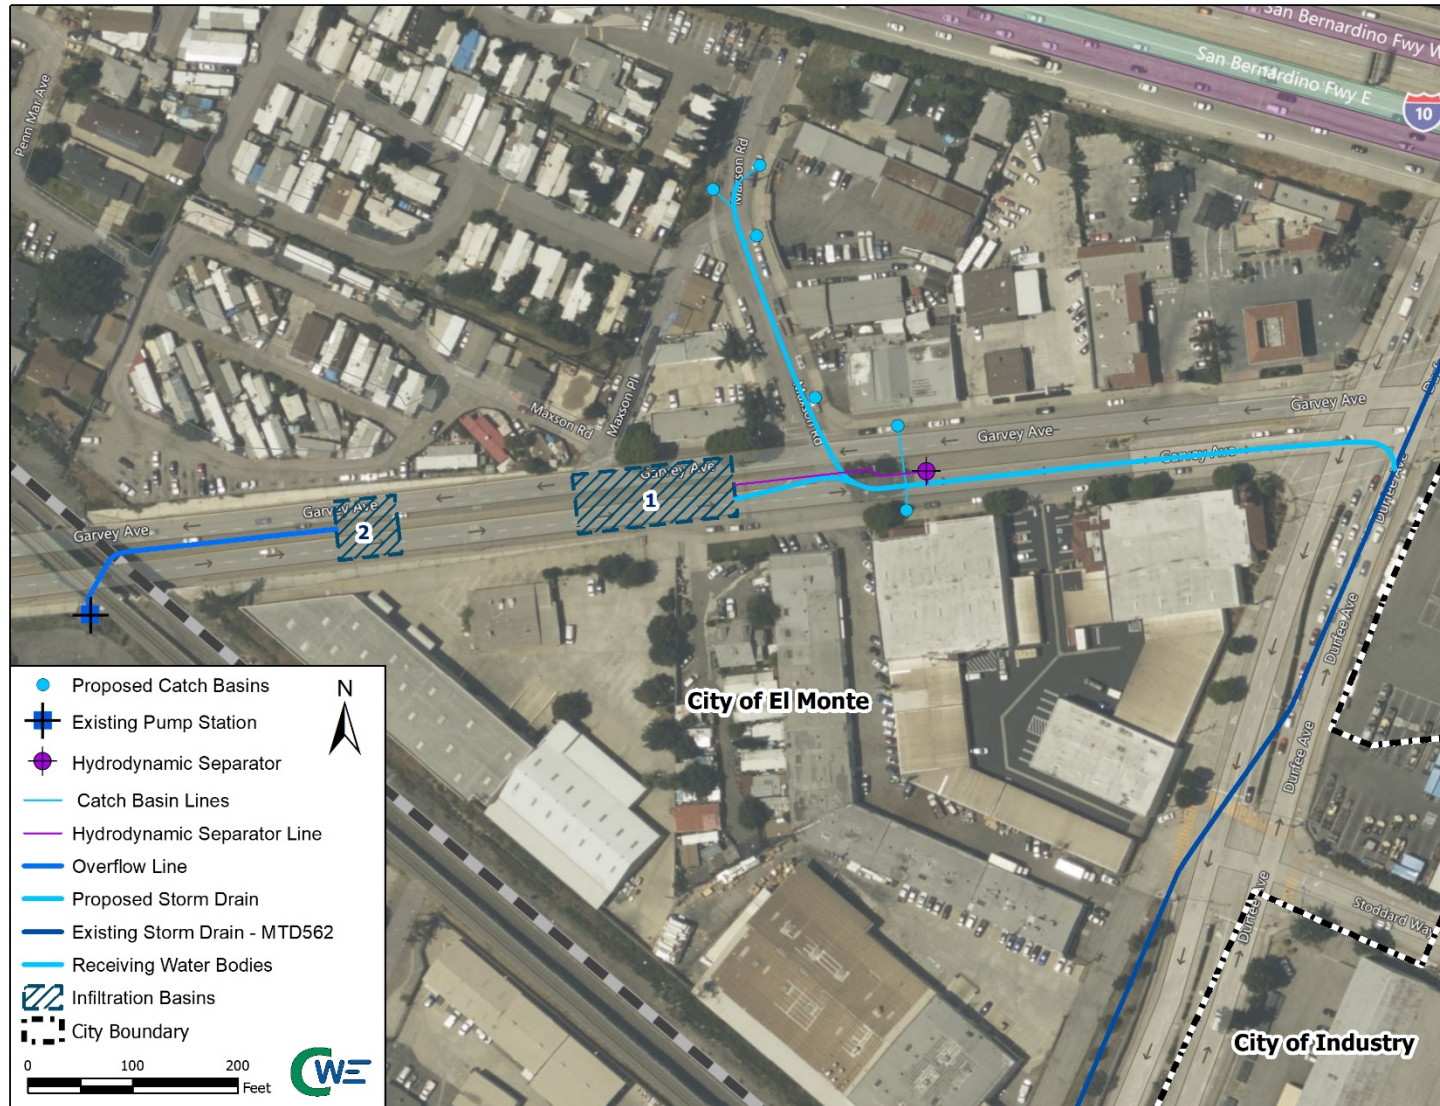 San Bernardino Fwy W
San Bernardino Fwy E
10
Penn Mar Ave
Maxson Rd
Maxson Pl
Maxson Rd
Maxson Rd
Garvey Ave
Garvey Ave
Garvey Ave
Garvey Ave
Garvey Ave
Garvey Ave
1
2
Durfee Ave
Durfee Ave
Durfee Ave
Durfee Ave
Stoddard Way
City of El Monte
City of Industry
Proposed Catch Basins
Existing Pump Station
Hydrodynamic Separator
Catch Basin Lines
Hydrodynamic Separator Line
Overflow Line
Proposed Storm Drain
Existing Storm Drain - MTD562
Receiving Water Bodies
Infiltration Basins
City Boundary
N
0 100 200
Feet
CWE